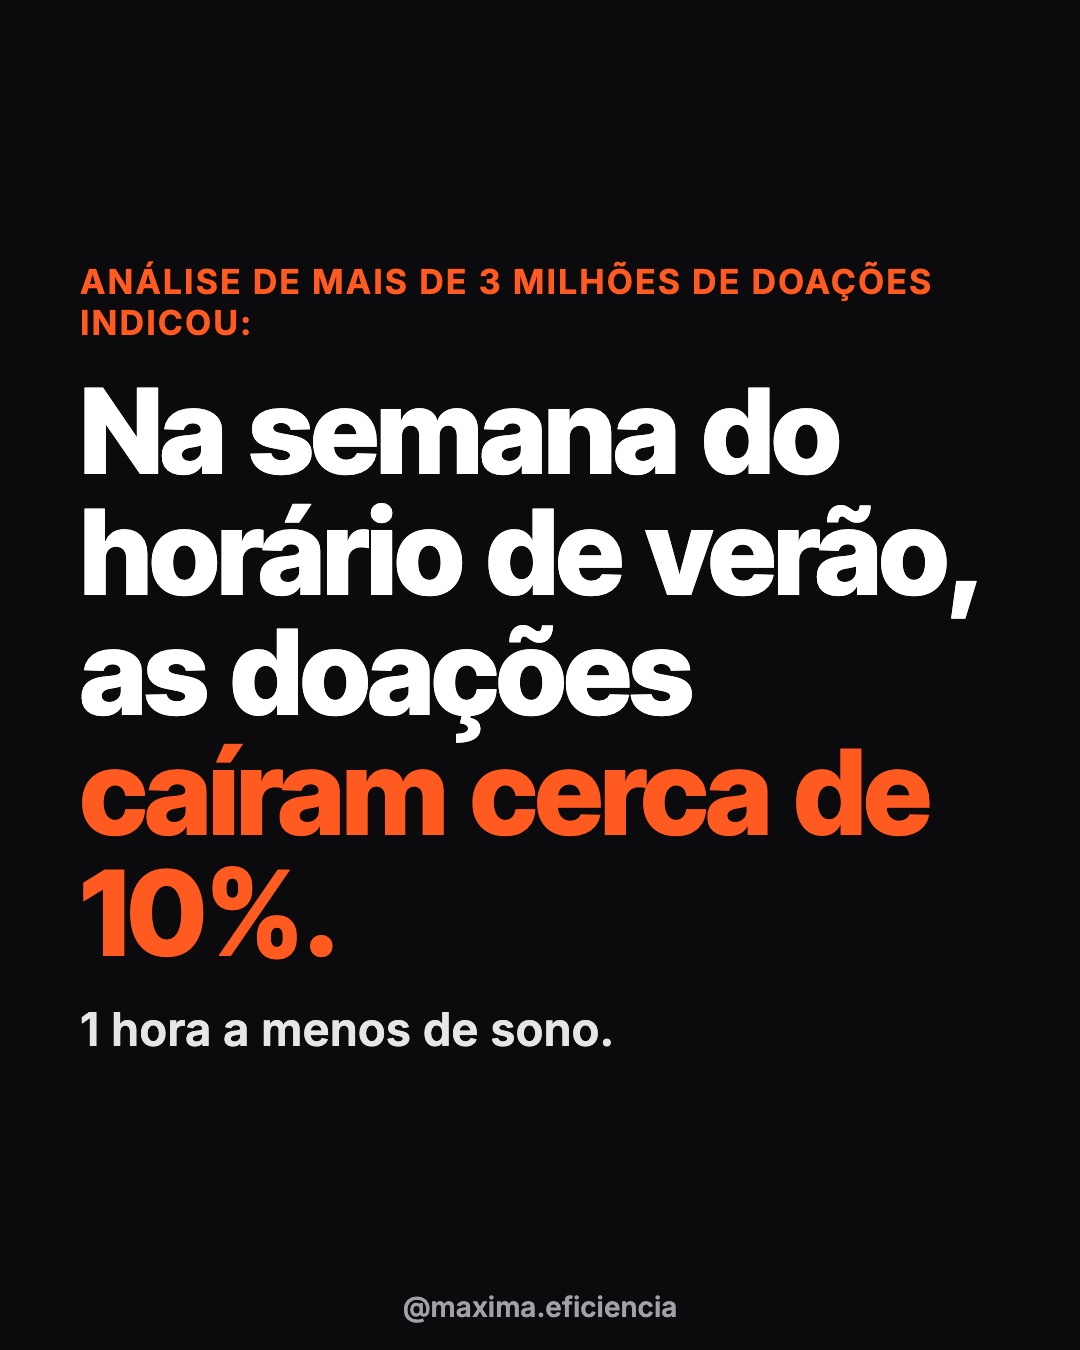 ANÁLISE DE MAIS DE 3 MILHÕES DE DOAÇÕES
INDICOU:
Na semana do
horário de verão,
as doações
caíram cerca de
10%.
1 hora a menos de sono.
@maxima.eficiencia